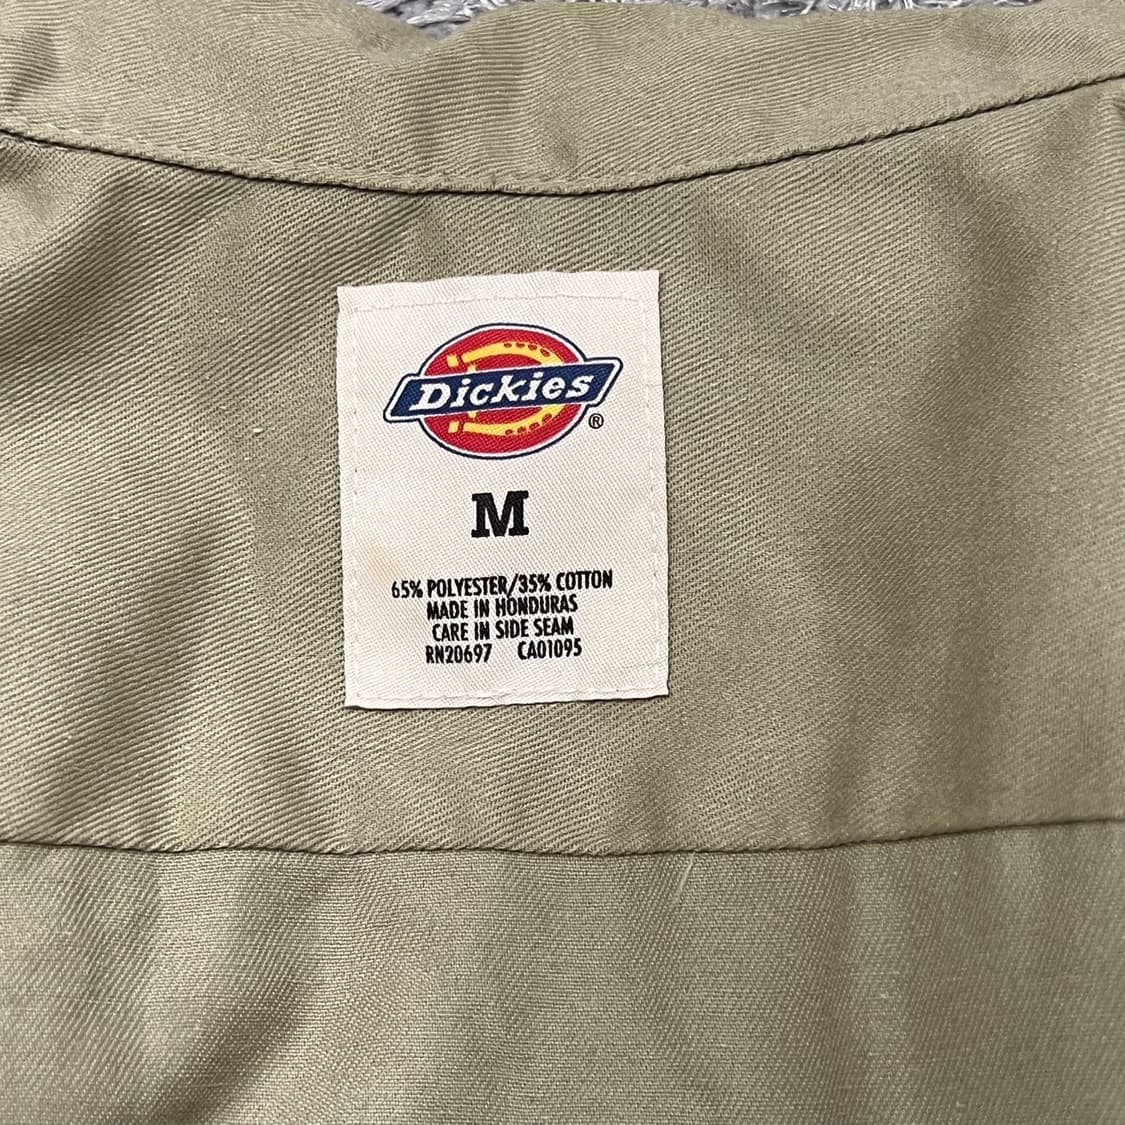 Dickies
®
M
65% POLYESTER/35% COTTON
MADE IN HONDURAS
CARE IN SIDE SEAM
RN20697 CA01095